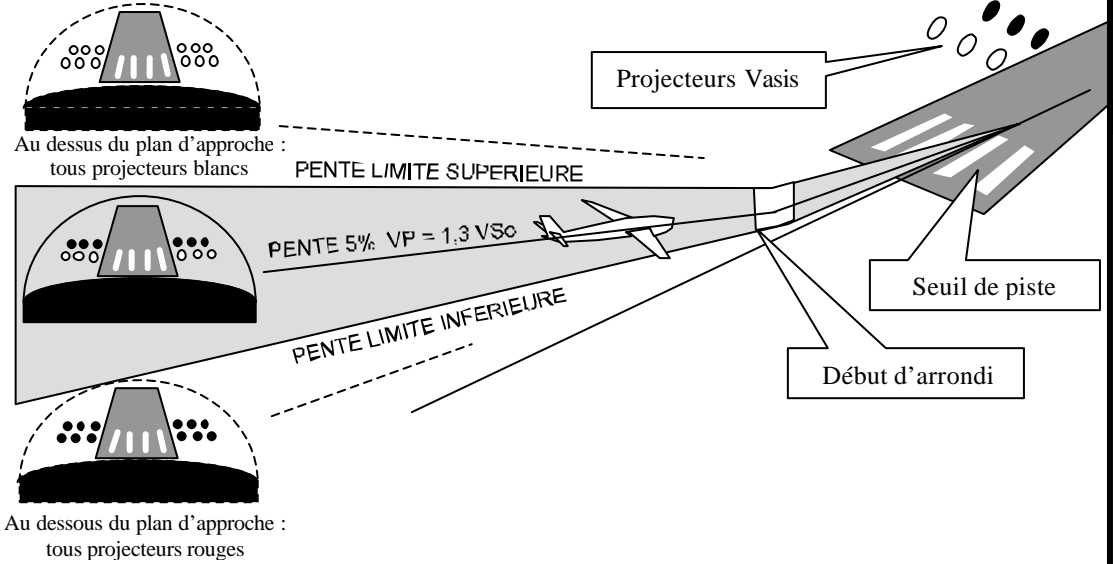 Au dessus du plan d'approche :
tous projecteurs blancs
PENTE LIMITE SUPERIEURE
Projecteurs Vasis
PENTE 5% VP = 1,3 VSo
Seuil de piste
PENTE LIMITE INFERIEURE
Début d'arrondi
Au dessous du plan d'approche :
tous projecteurs rouges